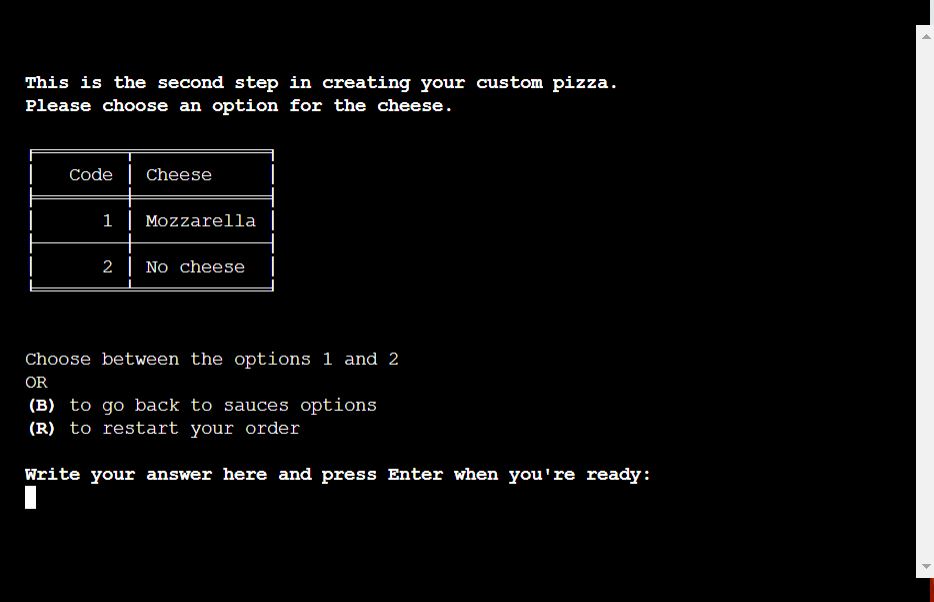 This is the second step in creating your custom pizza.
Please choose an option for the cheese.
Code Cheese
1 Mozzarella
2 No cheese
Choose between the options 1 and 2
OR
(B) to go back to sauces options
(R) to restart your order
Write your answer here and press Enter when you're ready: